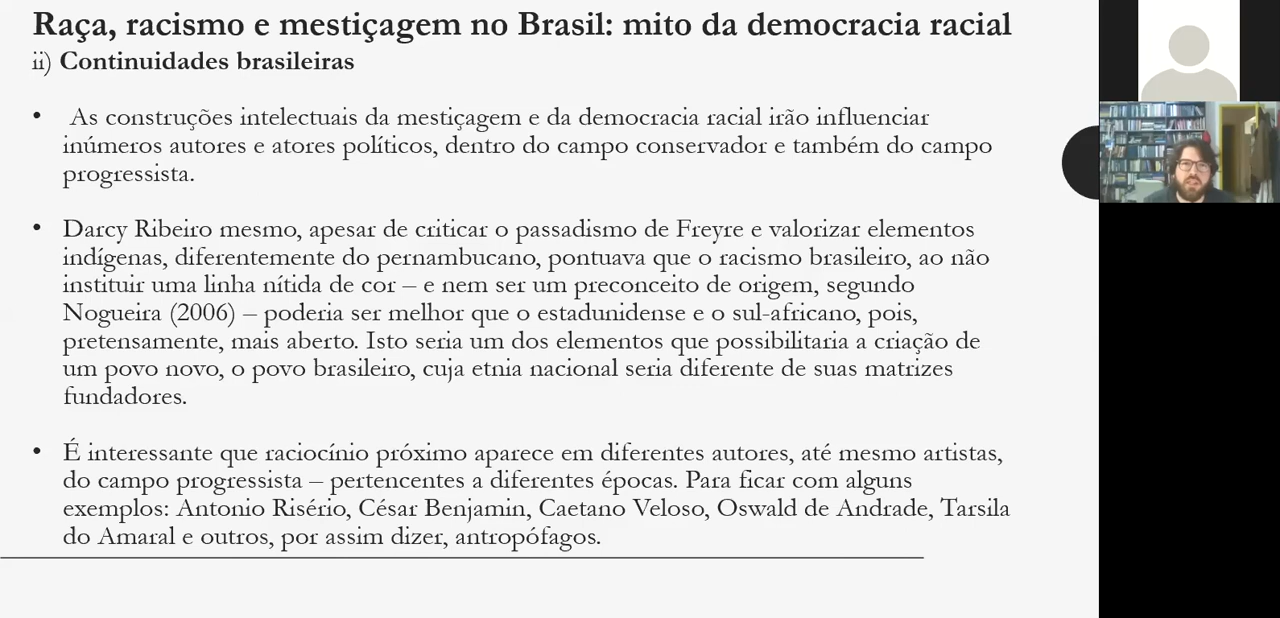 Raça, racismo e mestiçagem no Brasil: mito da democracia racial
ii) Continuidades brasileiras
• As construções intelectuais da mestiçagem e da democracia racial irão influenciar
inúmeros autores e atores políticos, dentro do campo conservador e também do campo
progressista.
• Darcy Ribeiro mesmo, apesar de criticar o passadismo de Freyre e valorizar elementos
indígenas, diferentemente do pernambucano, pontuava que o racismo brasileiro, ao não
instituir uma linha nítida de cor – e nem ser um preconceito de origem, segundo
Nogueira (2006) – poderia ser melhor que o estadunidense e o sul-africano, pois,
pretensamente, mais aberto. Isto seria um dos elementos que possibilitaria a criação de
um povo novo, o povo brasileiro, cuja etnia nacional seria diferente de suas matrizes
fundadores.
• É interessante que raciocínio próximo aparece em diferentes autores, até mesmo artistas,
do campo progressista – pertencentes a diferentes épocas. Para ficar com alguns
exemplos: Antonio Risério, César Benjamin, Caetano Veloso, Oswald de Andrade, Tarsila
do Amaral e outros, por assim dizer, antropófagos.